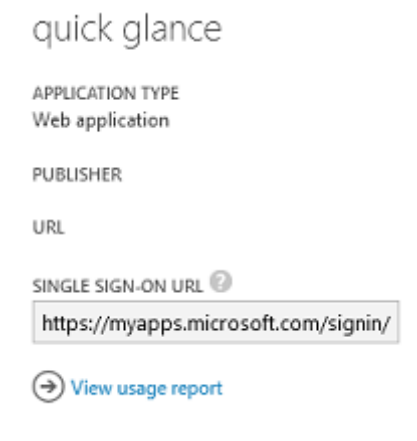 quick glance
APPLICATION TYPE
Web application
PUBLISHER
URL
SINGLE SIGN-ON URL ?
https://myapps.microsoft.com/signin/
View usage report